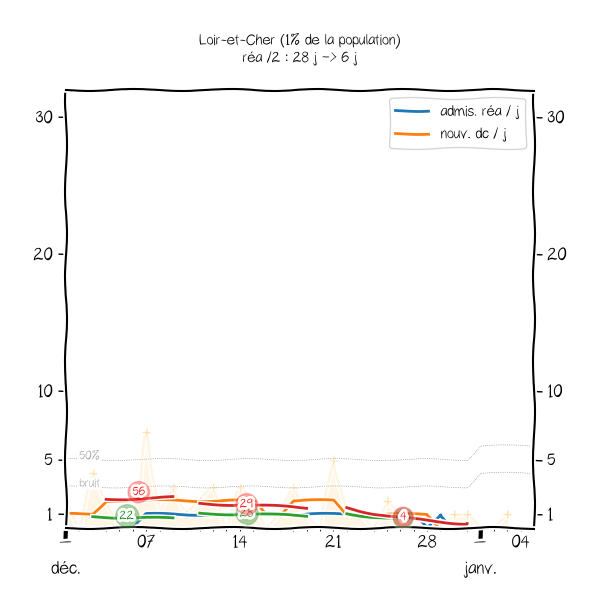 Loir-et-Cher (1% de la population)
réa /2 : 28 j -> 6 j
admis. réa / j
nouv. dc / j
30
30
20
20
10
10
5
5
50%
bruit
56
29
22
4
1
1
07
14
21
28
04
déc.
janv.